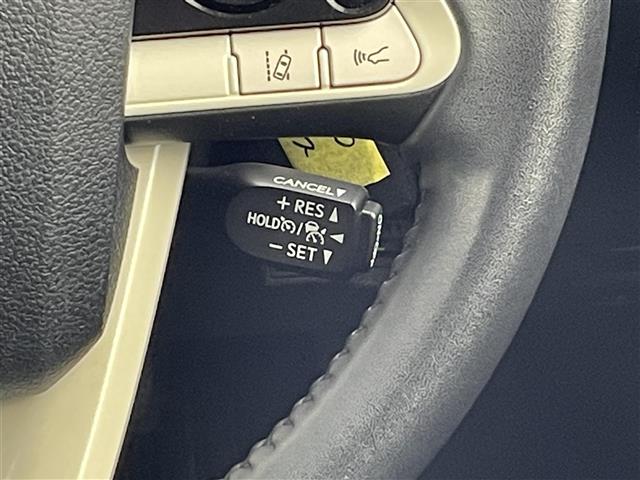 CANCEL▼
+RES▲
HOLD / ◄
−SET▼